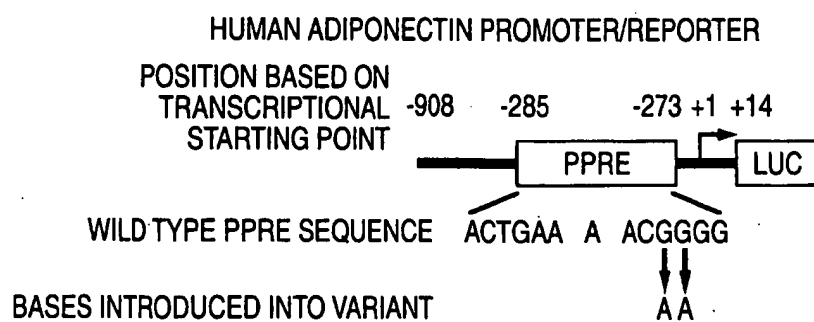 HUMAN ADIPONECTIN PROMOTER/REPORTER
POSITION BASED ON
TRANSCRIPTIONAL -908 -285 -273 +1 +14
STARTING POINT
PPRE LUC
WILD TYPE PPRE SEQUENCE ACTGAA A ACGGGG
BASES INTRODUCED INTO VARIANT AA